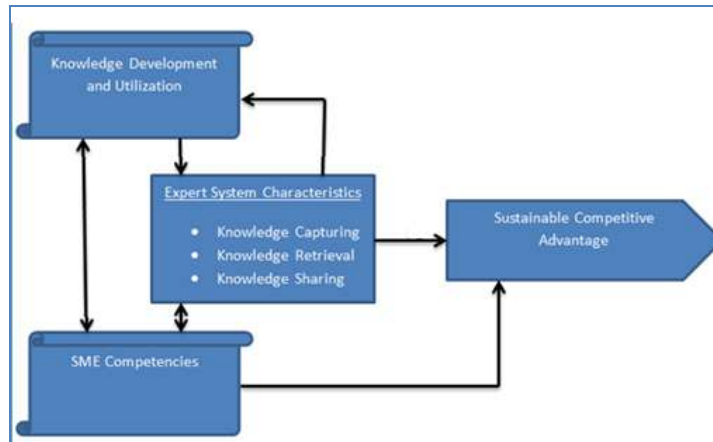 Knowledge Development
and Utilization
Expert System Characteristics
• Knowledge Capturing
• Knowledge Retrieval
• Knowledge Sharing
Sustainable Competitive
Advantage
SME Competencies